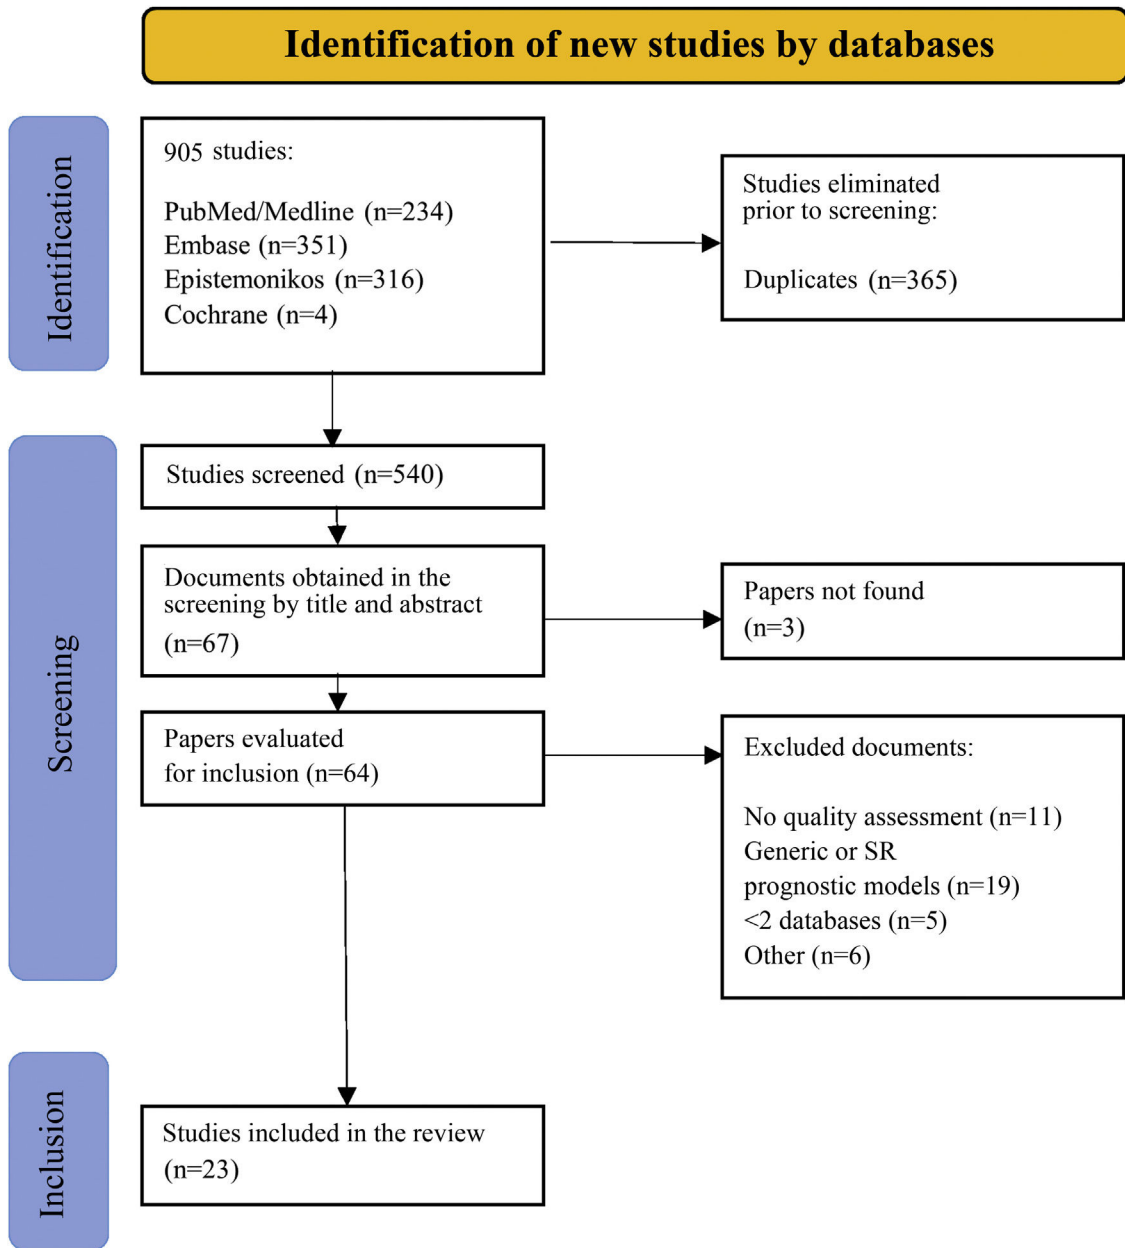 Identification of new studies by databases
Identification
905 studies:
PubMed/Medline (n=234)
Embase (n=351)
Epistemonikos (n=316)
Cochrane (n=4)
Studies eliminated
prior to screening:
Duplicates (n=365)
Screening
Studies screened (n=540)
Documents obtained in the
screening by title and abstract
(n=67)
Papers not found
(n=3)
Papers evaluated
for inclusion (n=64)
Excluded documents:
No quality assessment (n=11)
Generic or SR
prognostic models (n=19)
<2 databases (n=5)
Other (n=6)
Inclusion
Studies included in the review
(n=23)